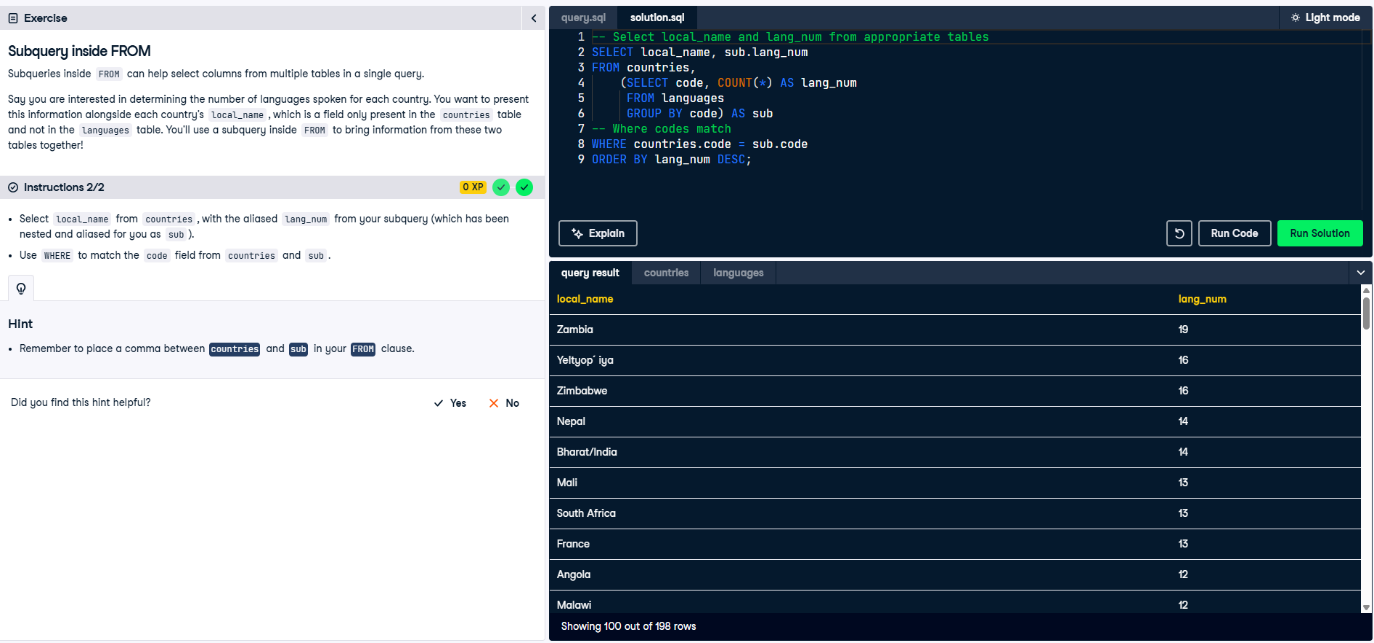 Exercise
Subquery inside FROM
Subqueries inside FROM can help select columns from multiple tables in a single query.
Say you are interested in determining the number of languages spoken for each country. You want to present
this information alongside each country's local_name , which is a field only present in the countries table
and not in the languages table. You'll use a subquery inside FROM to bring information from these two
tables together!
Instructions 2/2
0 XP
• Select local_name from countries , with the aliased lang_num from your subquery (which has been
nested and aliased for you as sub ).
• Use WHERE to match the code field from countries and sub .
Hint
• Remember to place a comma between countries and sub in your FROM clause.
Did you find this hint helpful?
Yes
No
query.sql
solution.sql
Light mode
1 -- Select local_name and lang_num from appropriate tables
2 SELECT local_name, sub.lang_num
3 FROM countries,
4 (SELECT code, COUNT(*) AS lang_num
5 FROM languages
6 GROUP BY code) AS sub
7 -- Where codes match
8 WHERE countries.code = sub.code
9 ORDER BY lang_num DESC;
Explain
Run Code
Run Solution
query result
countries
languages
local_name lang_num
Zambia 19
YeItyop´iya 16
Zimbabwe 16
Nepal 14
Bharat/India 14
Mali 13
South Africa 13
France 13
Angola 12
Malawi 12
Showing 100 out of 198 rows